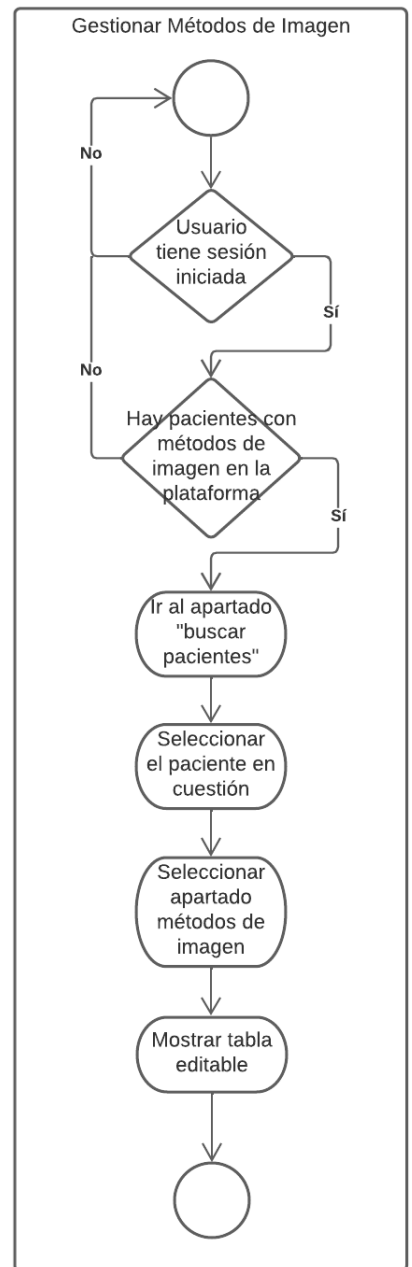 Gestionar Métodos de Imagen
No
Usuario
tiene sesión
iniciada
Sí
No
Hay pacientes con
métodos de
imagen en la
plataforma
Sí
Ir al apartado
"buscar
pacientes"
Seleccionar
el paciente en
cuestión
Seleccionar
apartado
métodos de
imagen
Mostrar tabla
editable